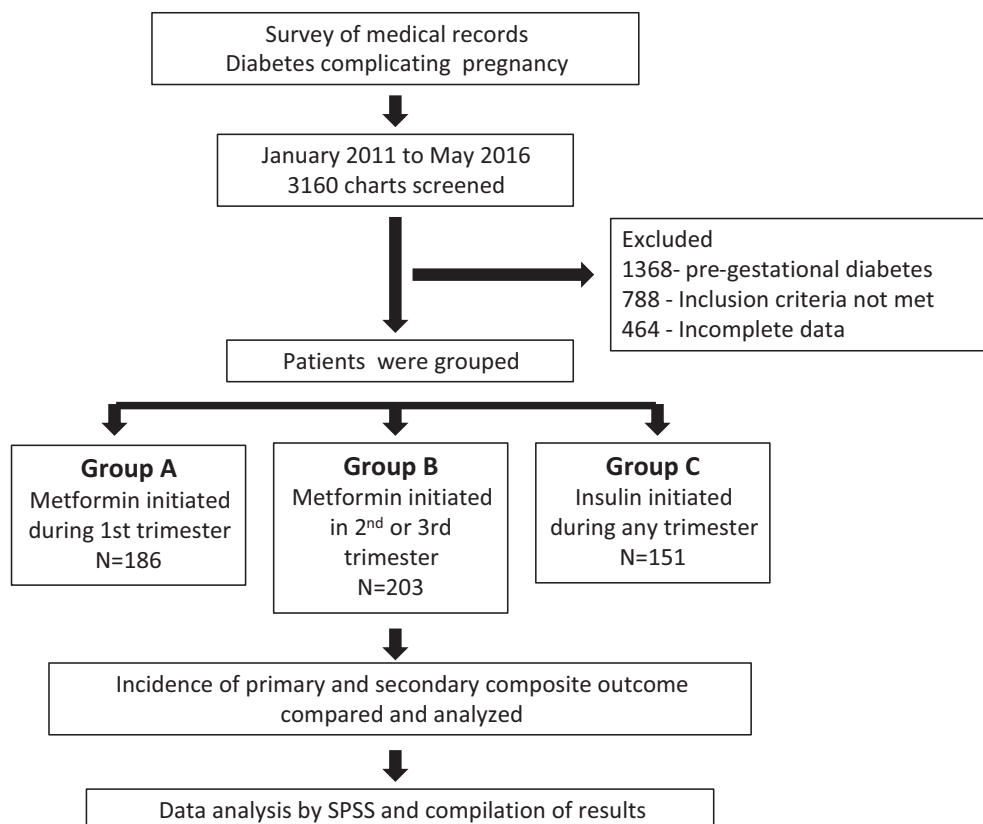 Survey of medical records
Diabetes complicating pregnancy
January 2011 to May 2016
3160 charts screened
Excluded
1368- pre-gestational diabetes
788 - Inclusion criteria not met
464 - Incomplete data
Patients were grouped
Group A
Metformin initiated
during 1st trimester
N=186
Group B
Metformin initiated
in 2nd or 3rd
trimester
N=203
Group C
Insulin initiated
during any trimester
N=151
Incidence of primary and secondary composite outcome
compared and analyzed
Data analysis by SPSS and compilation of results